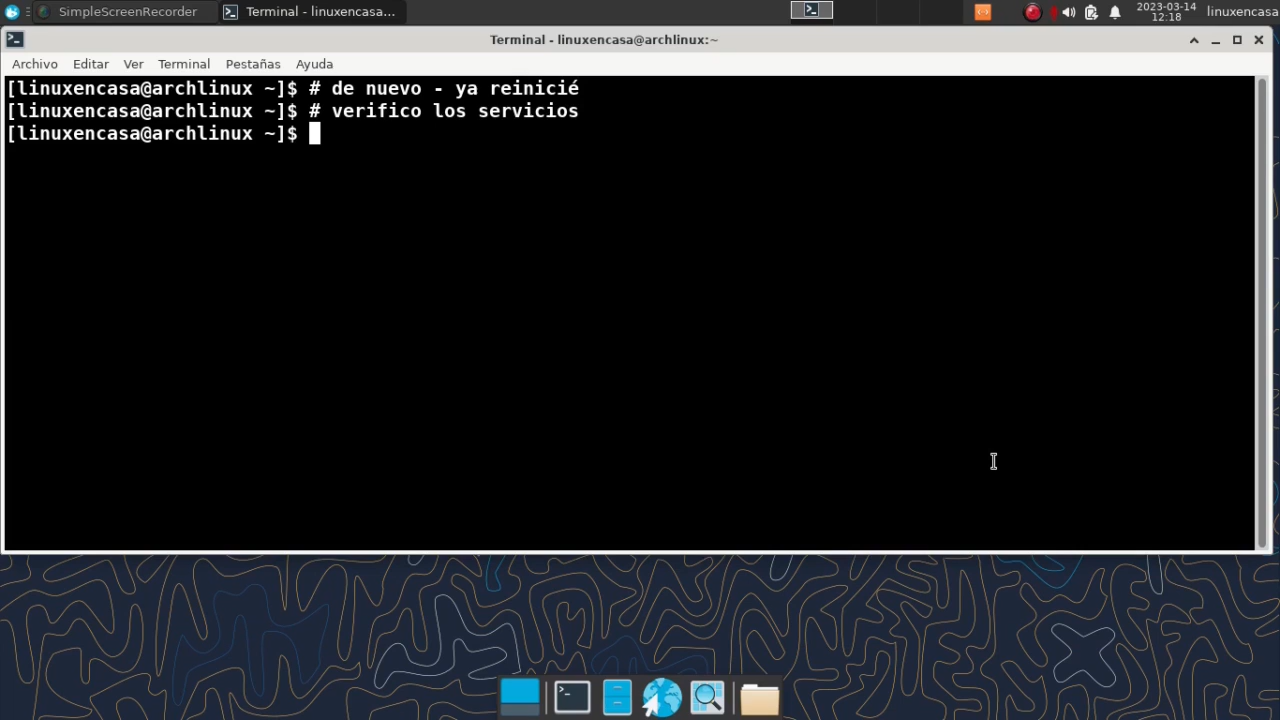 SimpleScreenRecorder
Terminal - linuxencasa...
2023-03-14
12:18
linuxencasa
Terminal - linuxencasa@archlinux:~
Archivo Editar Ver Terminal Pestañas Ayuda
[linuxencasa@archlinux ~]$ # de nuevo - ya reinicié
[linuxencasa@archlinux ~]$ # verifico los servicios
[linuxencasa@archlinux ~]$